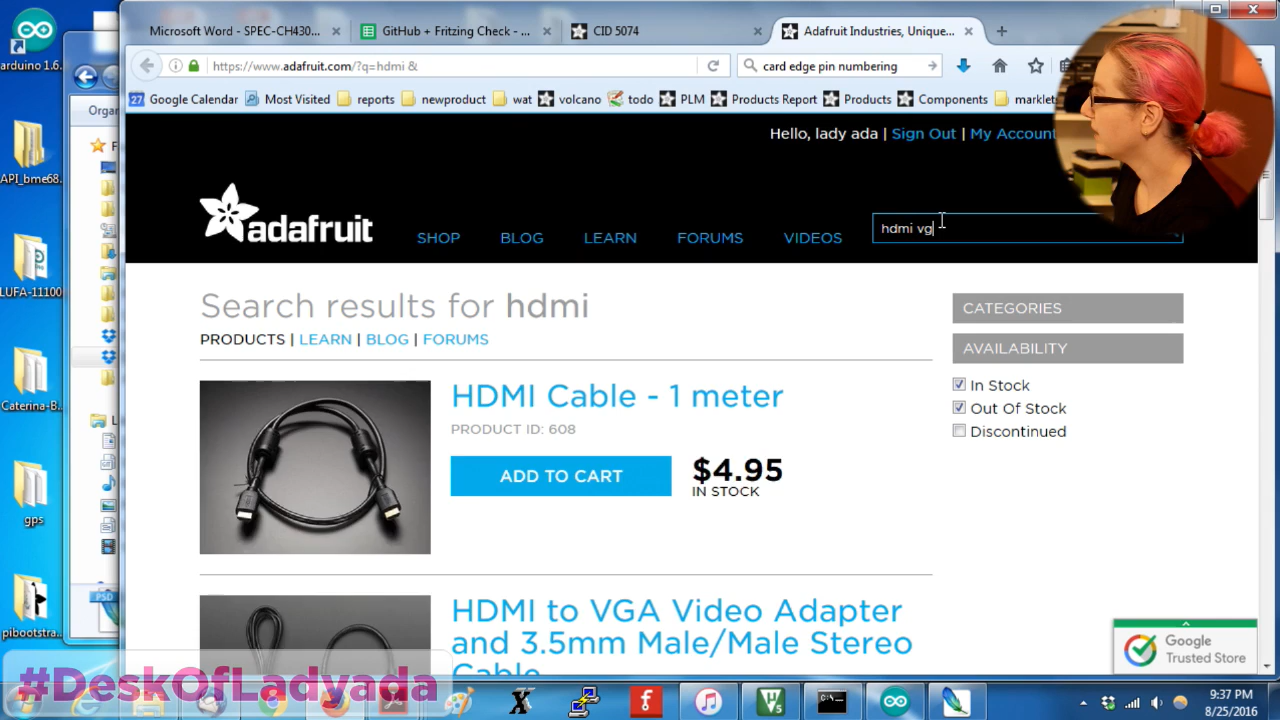 arduino 1.6...
API_bme68...
LUFA-11100
Caterina-B...
gps
pibootstra...
Organ
F
L
PSD
Microsoft Word - SPEC-CH430...
GitHub + Fritzing Check - ...
CID 5074
Adafruit Industries, Unique...
https://www.adafruit.com/?q=hdmi &
card edge pin numbering
27 Google Calendar
Most Visited
reports
newproduct
wat
volcano
todo
PLM
Products Report
Products
Components
marklet
Hello, lady ada | Sign Out | My Account
adafruit
SHOP
BLOG
LEARN
FORUMS
VIDEOS
hdmi vg
Search results for hdmi
PRODUCTS | LEARN | BLOG | FORUMS
HDMI Cable - 1 meter
PRODUCT ID: 608
ADD TO CART
$4.95
IN STOCK
HDMI to VGA Video Adapter
and 3.5mm Male/Male Stereo
Cable
CATEGORIES
AVAILABILITY
In Stock
Out Of Stock
Discontinued
Google
Trusted Store
#DeskOfLadyada
9:37 PM
8/25/2016